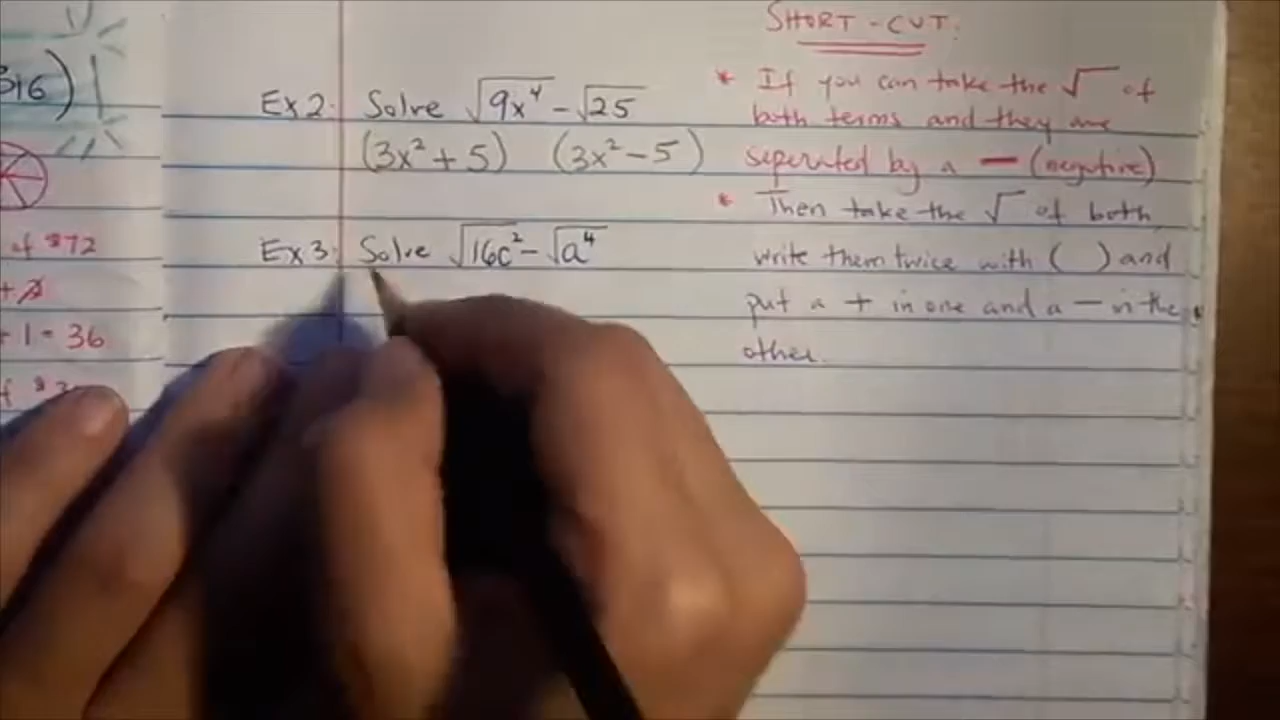 316)
of $72
+2
+ 1 = 36
f $3
Ex 2: Solve √9x⁴ - √25
(3x² + 5) (3x² - 5)
Ex 3: Solve √16c² - √a⁴
SHORT-CUT.
* If you can take the √ of
both terms and they are
seperated by a − (negative)
* Then take the √ of both
write them twice with ( ) and
put a + in one and a − in the
other.